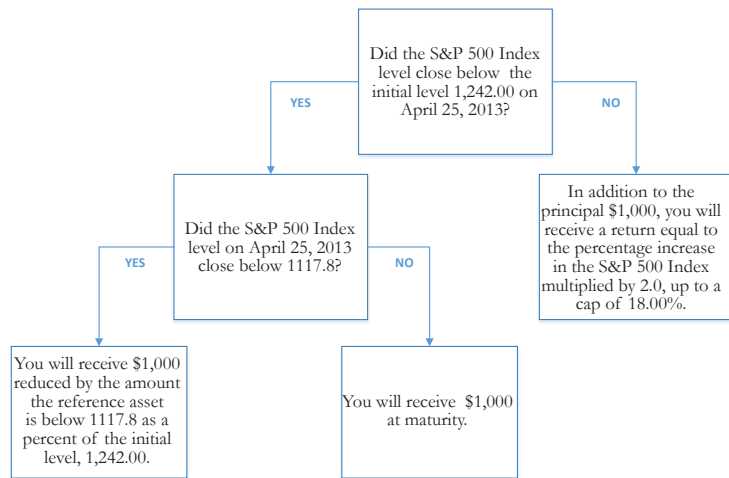 Did the S&P 500 Index
level close below the
initial level 1,242.00 on
April 25, 2013?
YES
NO
Did the S&P 500 Index
level on April 25, 2013
close below 1117.8?
In addition to the
principal $1,000, you will
receive a return equal to
the percentage increase
in the S&P 500 Index
multiplied by 2.0, up to a
cap of 18.00%.
YES
NO
You will receive $1,000
reduced by the amount
the reference asset
is below 1117.8 as a
percent of the initial
level, 1,242.00.
You will receive $1,000
at maturity.